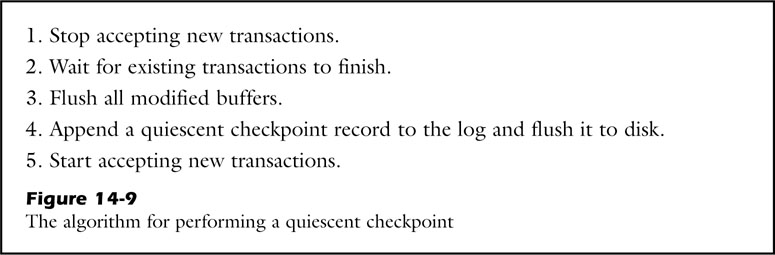 1. Stop accepting new transactions.
2. Wait for existing transactions to finish.
3. Flush all modified buffers.
4. Append a quiescent checkpoint record to the log and flush it to disk.
5. Start accepting new transactions.
Figure 14-9
The algorithm for performing a quiescent checkpoint